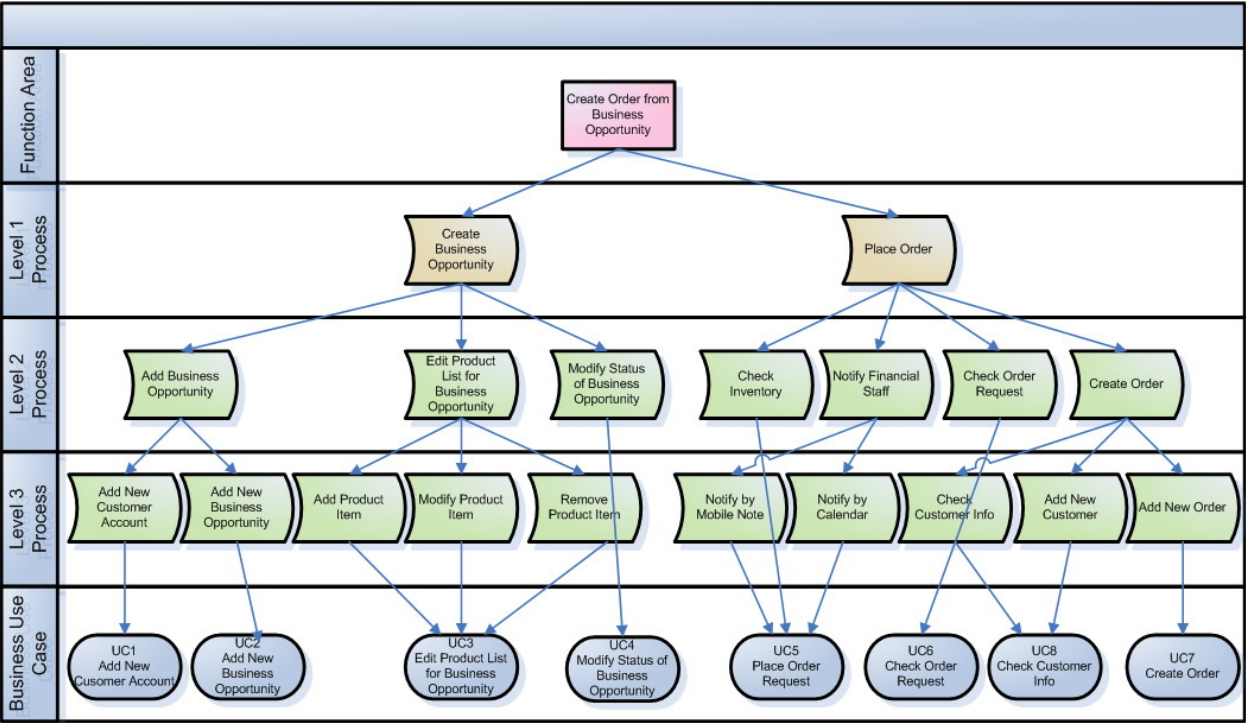 Function Area
Create Order from
Business
Opportunity
Level 1
Process
Create
Business
Opportunity
Place Order
Level 2
Process
Add Business
Opportunity
Edit Product
List for
Business
Opportunity
Modify Status
of Business
Opportunity
Check
Inventory
Notify Financial
Staff
Check Order
Request
Create Order
Level 3
Process
Add New
Customer
Account
Add New
Business
Opportunity
Add Product
Item
Modify Product
Item
Remove
Product Item
Notify by
Mobile Note
Notify by
Calendar
Check
Customer Info
Add New
Customer
Add New Order
Business Use
Case
UC1
Add New
Cusomer Account
UC2
Add New
Business
Opportunity
UC3
Edit Product List
for Business
Opportunity
UC4
Modify Status of
Business
Opportunity
UC5
Place Order
Request
UC6
Check Order
Request
UC8
Check Customer
Info
UC7
Create Order